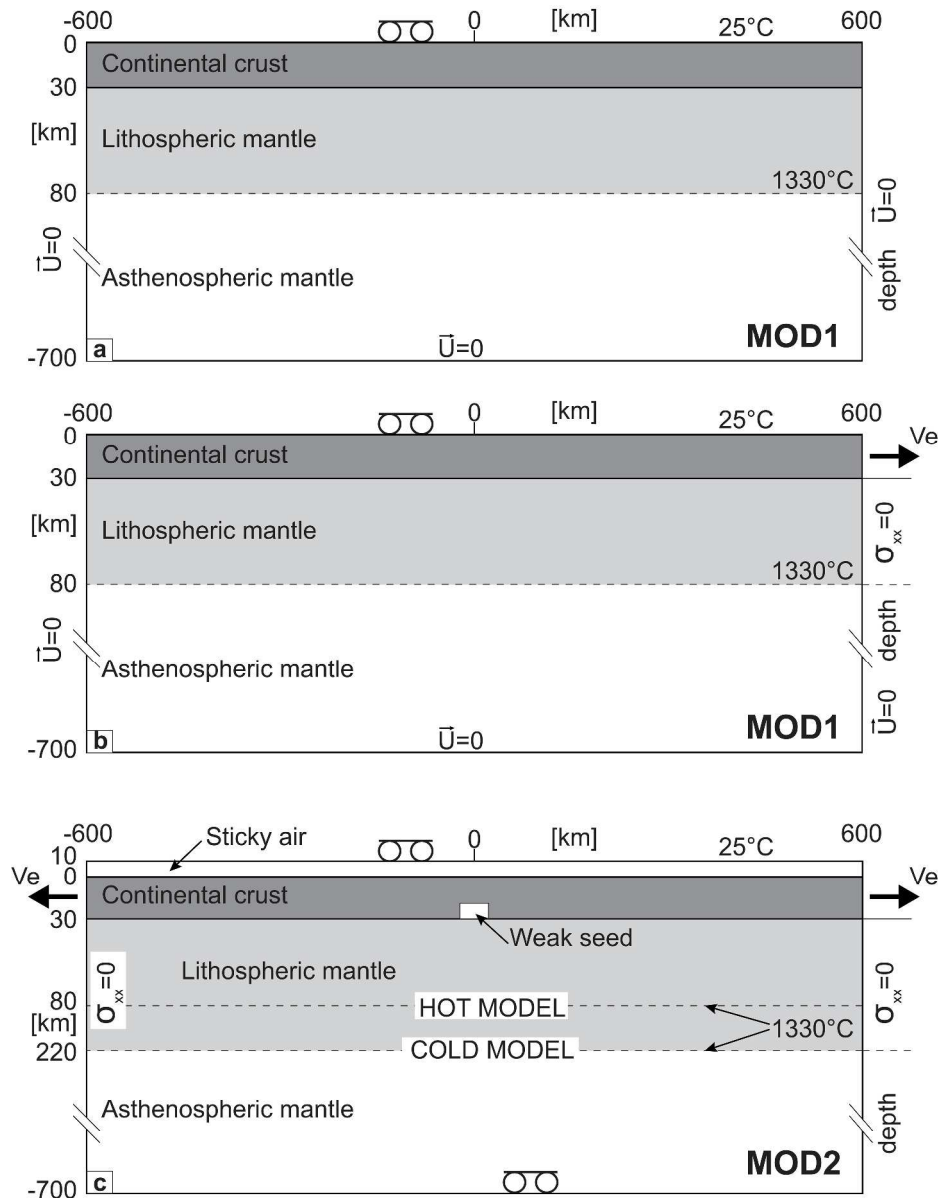 -600 0 [km] 25°C 600
0
Continental crust
30
[km]
Lithospheric mantle
1330°C
80
U⃗=0
U⃗=0
Asthenospheric mantle
depth
MOD1
a
U⃗=0
-700
-600 0 [km] 25°C 600
0
Ve
Continental crust
30
[km]
Lithospheric mantle
σxx=0
1330°C
80
U⃗=0
depth
Asthenospheric mantle
U⃗=0
MOD1
b
U⃗=0
-700
-600 Sticky air 0 [km] 25°C 600
10
Ve
0
Ve
Continental crust
30
Weak seed
Lithospheric mantle
σxx=0
σxx=0
80
HOT MODEL
[km]
1330°C
220
COLD MODEL
Asthenospheric mantle
depth
MOD2
c
-700